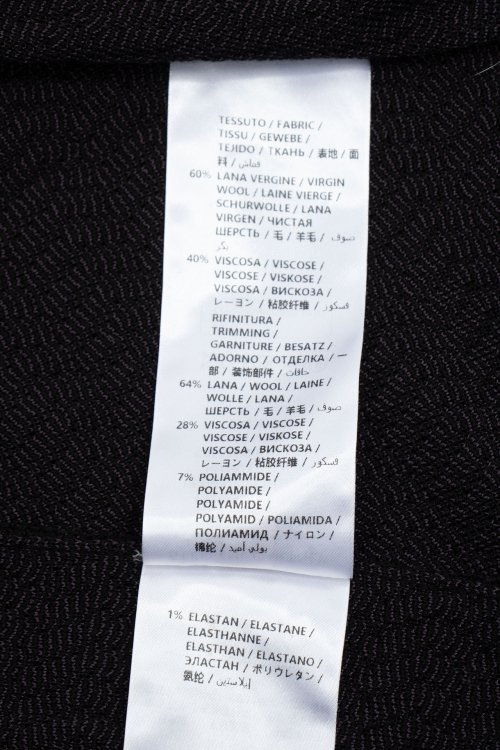 TESSUTO / FABRIC /
TISSU / GEWEBE /
TEJIDO / ТКАНЬ / 表地 / 面
料 / قماش
60% LANA VERGINE / VIRGIN
WOOL / LAINE VIERGE /
SCHURWOLLE / LANA
VIRGEN / ЧИСТАЯ
ШЕРСТЬ / 毛 / 羊毛 / صوف
بكر
40% VISCOSA / VISCOSE /
VISCOSE / VISKOSE /
VISCOSA / ВИСКОЗА /
レーヨン / 粘胶纤维 / فسكوز
RIFINITURA /
TRIMMING /
GARNITURE / BESATZ /
ADORNO / ОТДЕЛКА / 一
部 / 装饰部件 / حافات
64% LANA / WOOL / LAINE /
WOLLE / LANA /
ШЕРСТЬ / 毛 / 羊毛 / صوف
28% VISCOSA / VISCOSE /
VISCOSE / VISKOSE /
VISCOSA / ВИСКОЗА /
レーヨン / 粘胶纤维 / فسكوز
7% POLIAMMIDE /
POLYAMIDE /
POLYAMIDE /
POLYAMID / POLIAMIDA /
ПОЛИАМИД / ナイロン /
锦纶 / بولي أميد
1% ELASTAN / ELASTANE /
ELASTHANNE /
ELASTHAN / ELASTANO /
ЭЛАСТАН / ポリウレタン /
氨纶 / إيلاستين